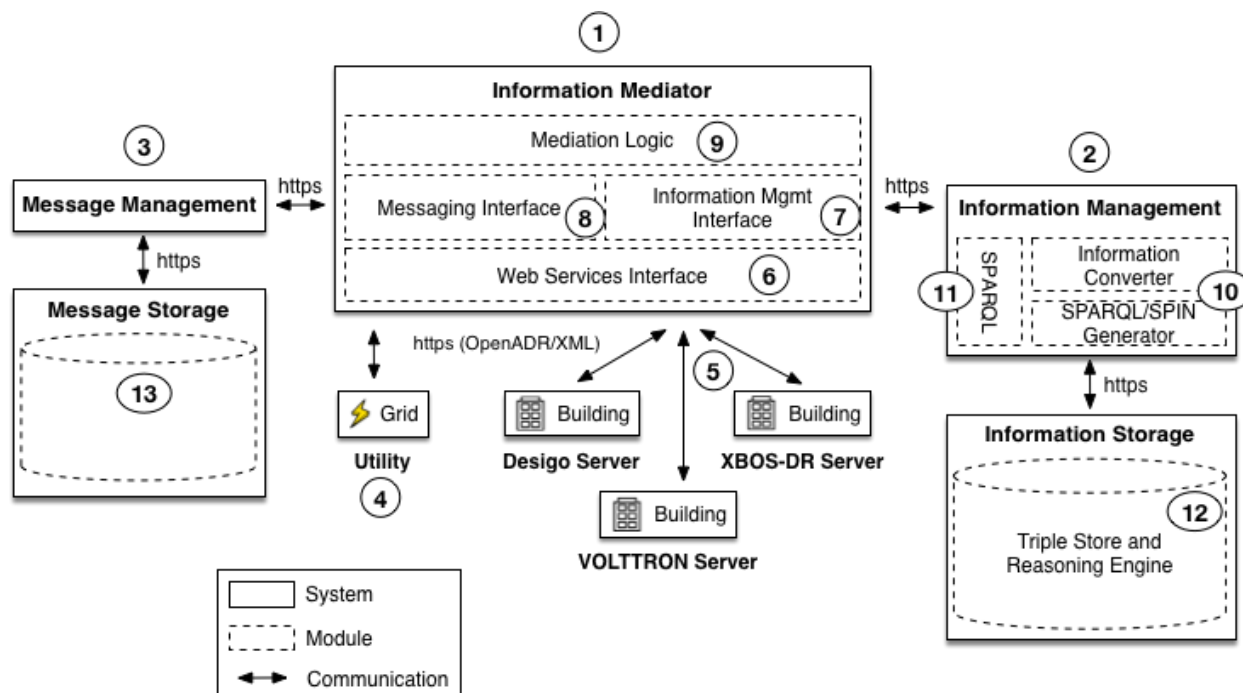 1
Information Mediator
Mediation Logic
9
Messaging Interface
8
Information Mgmt
Interface
7
Web Services Interface
6
3
Message Management
https
https
Message Storage
13
https
2
Information Management
SPARQL
11
Information
Converter
10
SPARQL/SPIN
Generator
https
Information Storage
12
Triple Store and
Reasoning Engine
https (OpenADR/XML)
5
Grid
Utility
4
Building
Desigo Server
Building
XBOS-DR Server
Building
VOLTTRON Server
System
Module
Communication